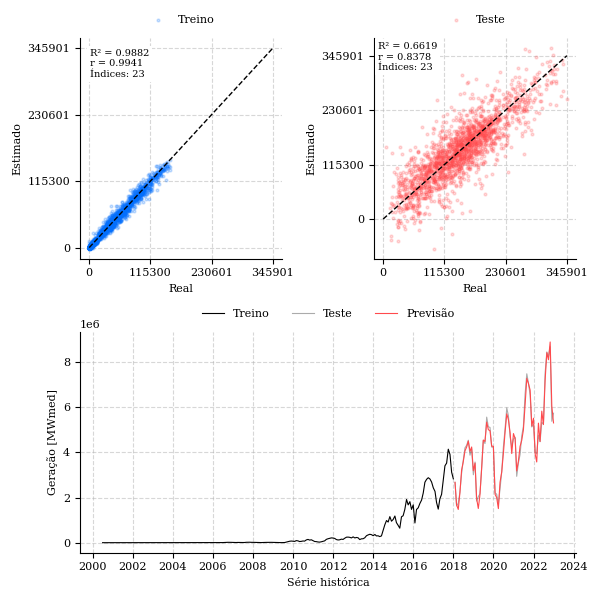 Treino
Teste
R² = 0.9882
r = 0.9941
Índices: 23
R² = 0.6619
r = 0.8378
Índices: 23
345901
230601
115300
0
Estimado
0
115300
230601
345901
Real
345901
230601
115300
0
Estimado
0
115300
230601
345901
Real
Treino
Teste
Previsão
1e6
8
6
4
2
0
Geração [MWmed]
2000
2002
2004
2006
2008
2010
2012
2014
2016
2018
2020
2022
2024
Série histórica